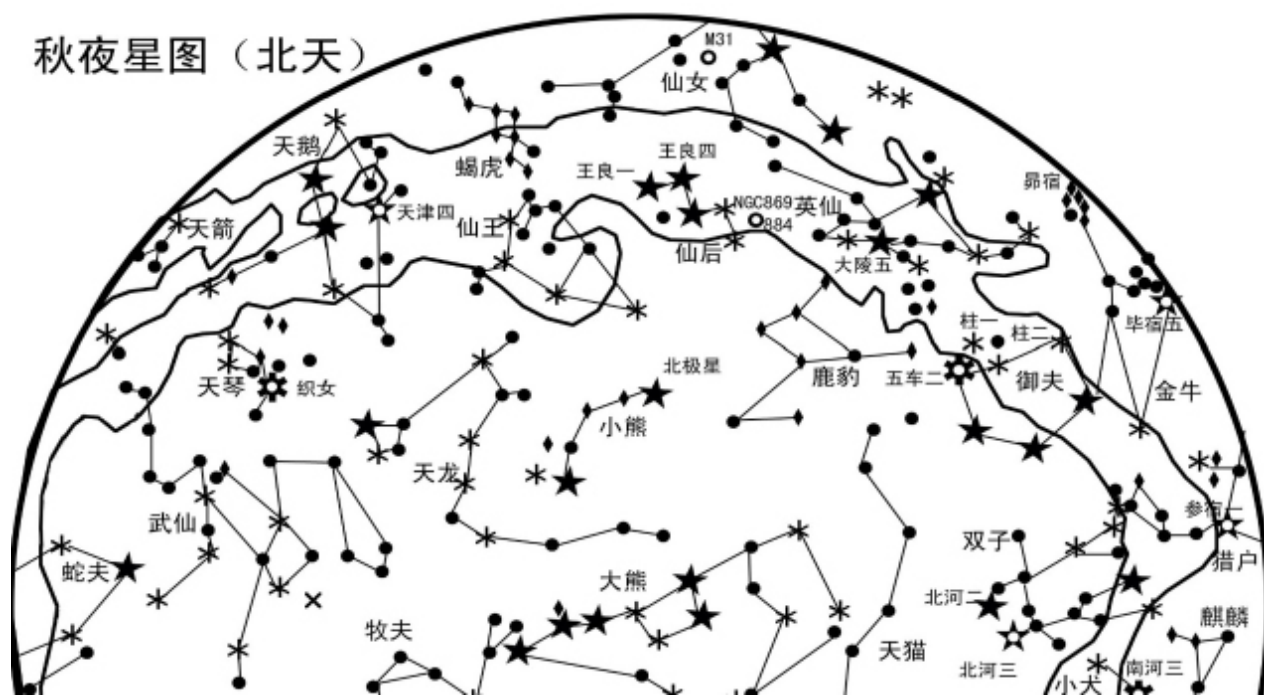 秋夜星图（北天）
M31
仙女
天鹅
王良四
蝎虎
王良一
昴宿
NGC869
884
英仙
天津四
天箭
仙王
仙后
大陵五
柱一
柱二
毕宿五
北极星
鹿豹
五车二
御夫
金牛
天琴
织女
小熊
天龙
武仙
参宿一
双子
猎户
蛇夫
大熊
北河二
麒麟
牧夫
天猫
北河三
南河三
小犬